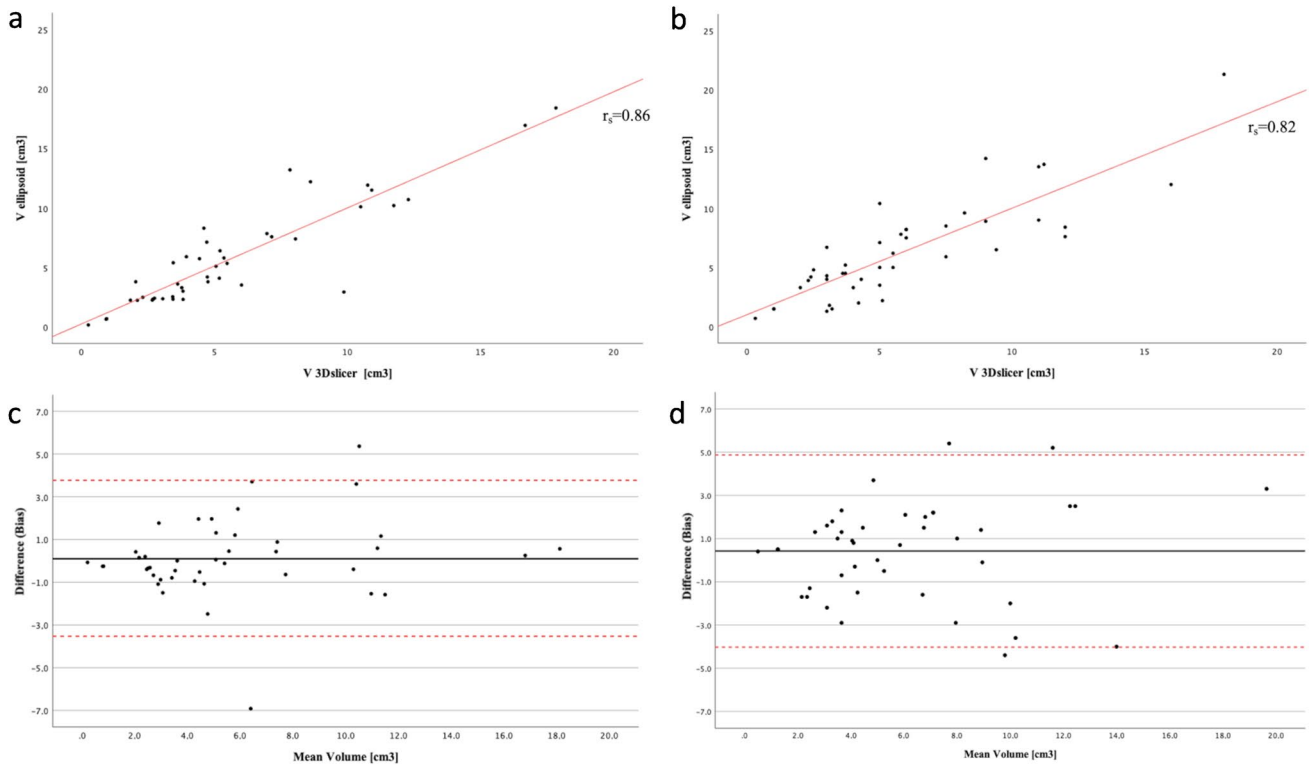 a
25
20
15
10
5
0
V ellipsoid [cm3]
r_s=0.86
0 5 10 15 20
V 3Dslicer [cm3]
b
25
20
15
10
5
0
V ellipsoid [cm3]
r_s=0.82
0 5 10 15 20
V 3Dslicer [cm3]
c
7.0
5.0
3.0
1.0
-1.0
-3.0
-5.0
-7.0
Difference (Bias)
.0 2.0 4.0 6.0 8.0 10.0 12.0 14.0 16.0 18.0 20.0
Mean Volume [cm3]
d
7.0
5.0
3.0
1.0
-1.0
-3.0
-5.0
-7.0
Difference (Bias)
.0 2.0 4.0 6.0 8.0 10.0 12.0 14.0 16.0 18.0 20.0
Mean Volume [cm3]